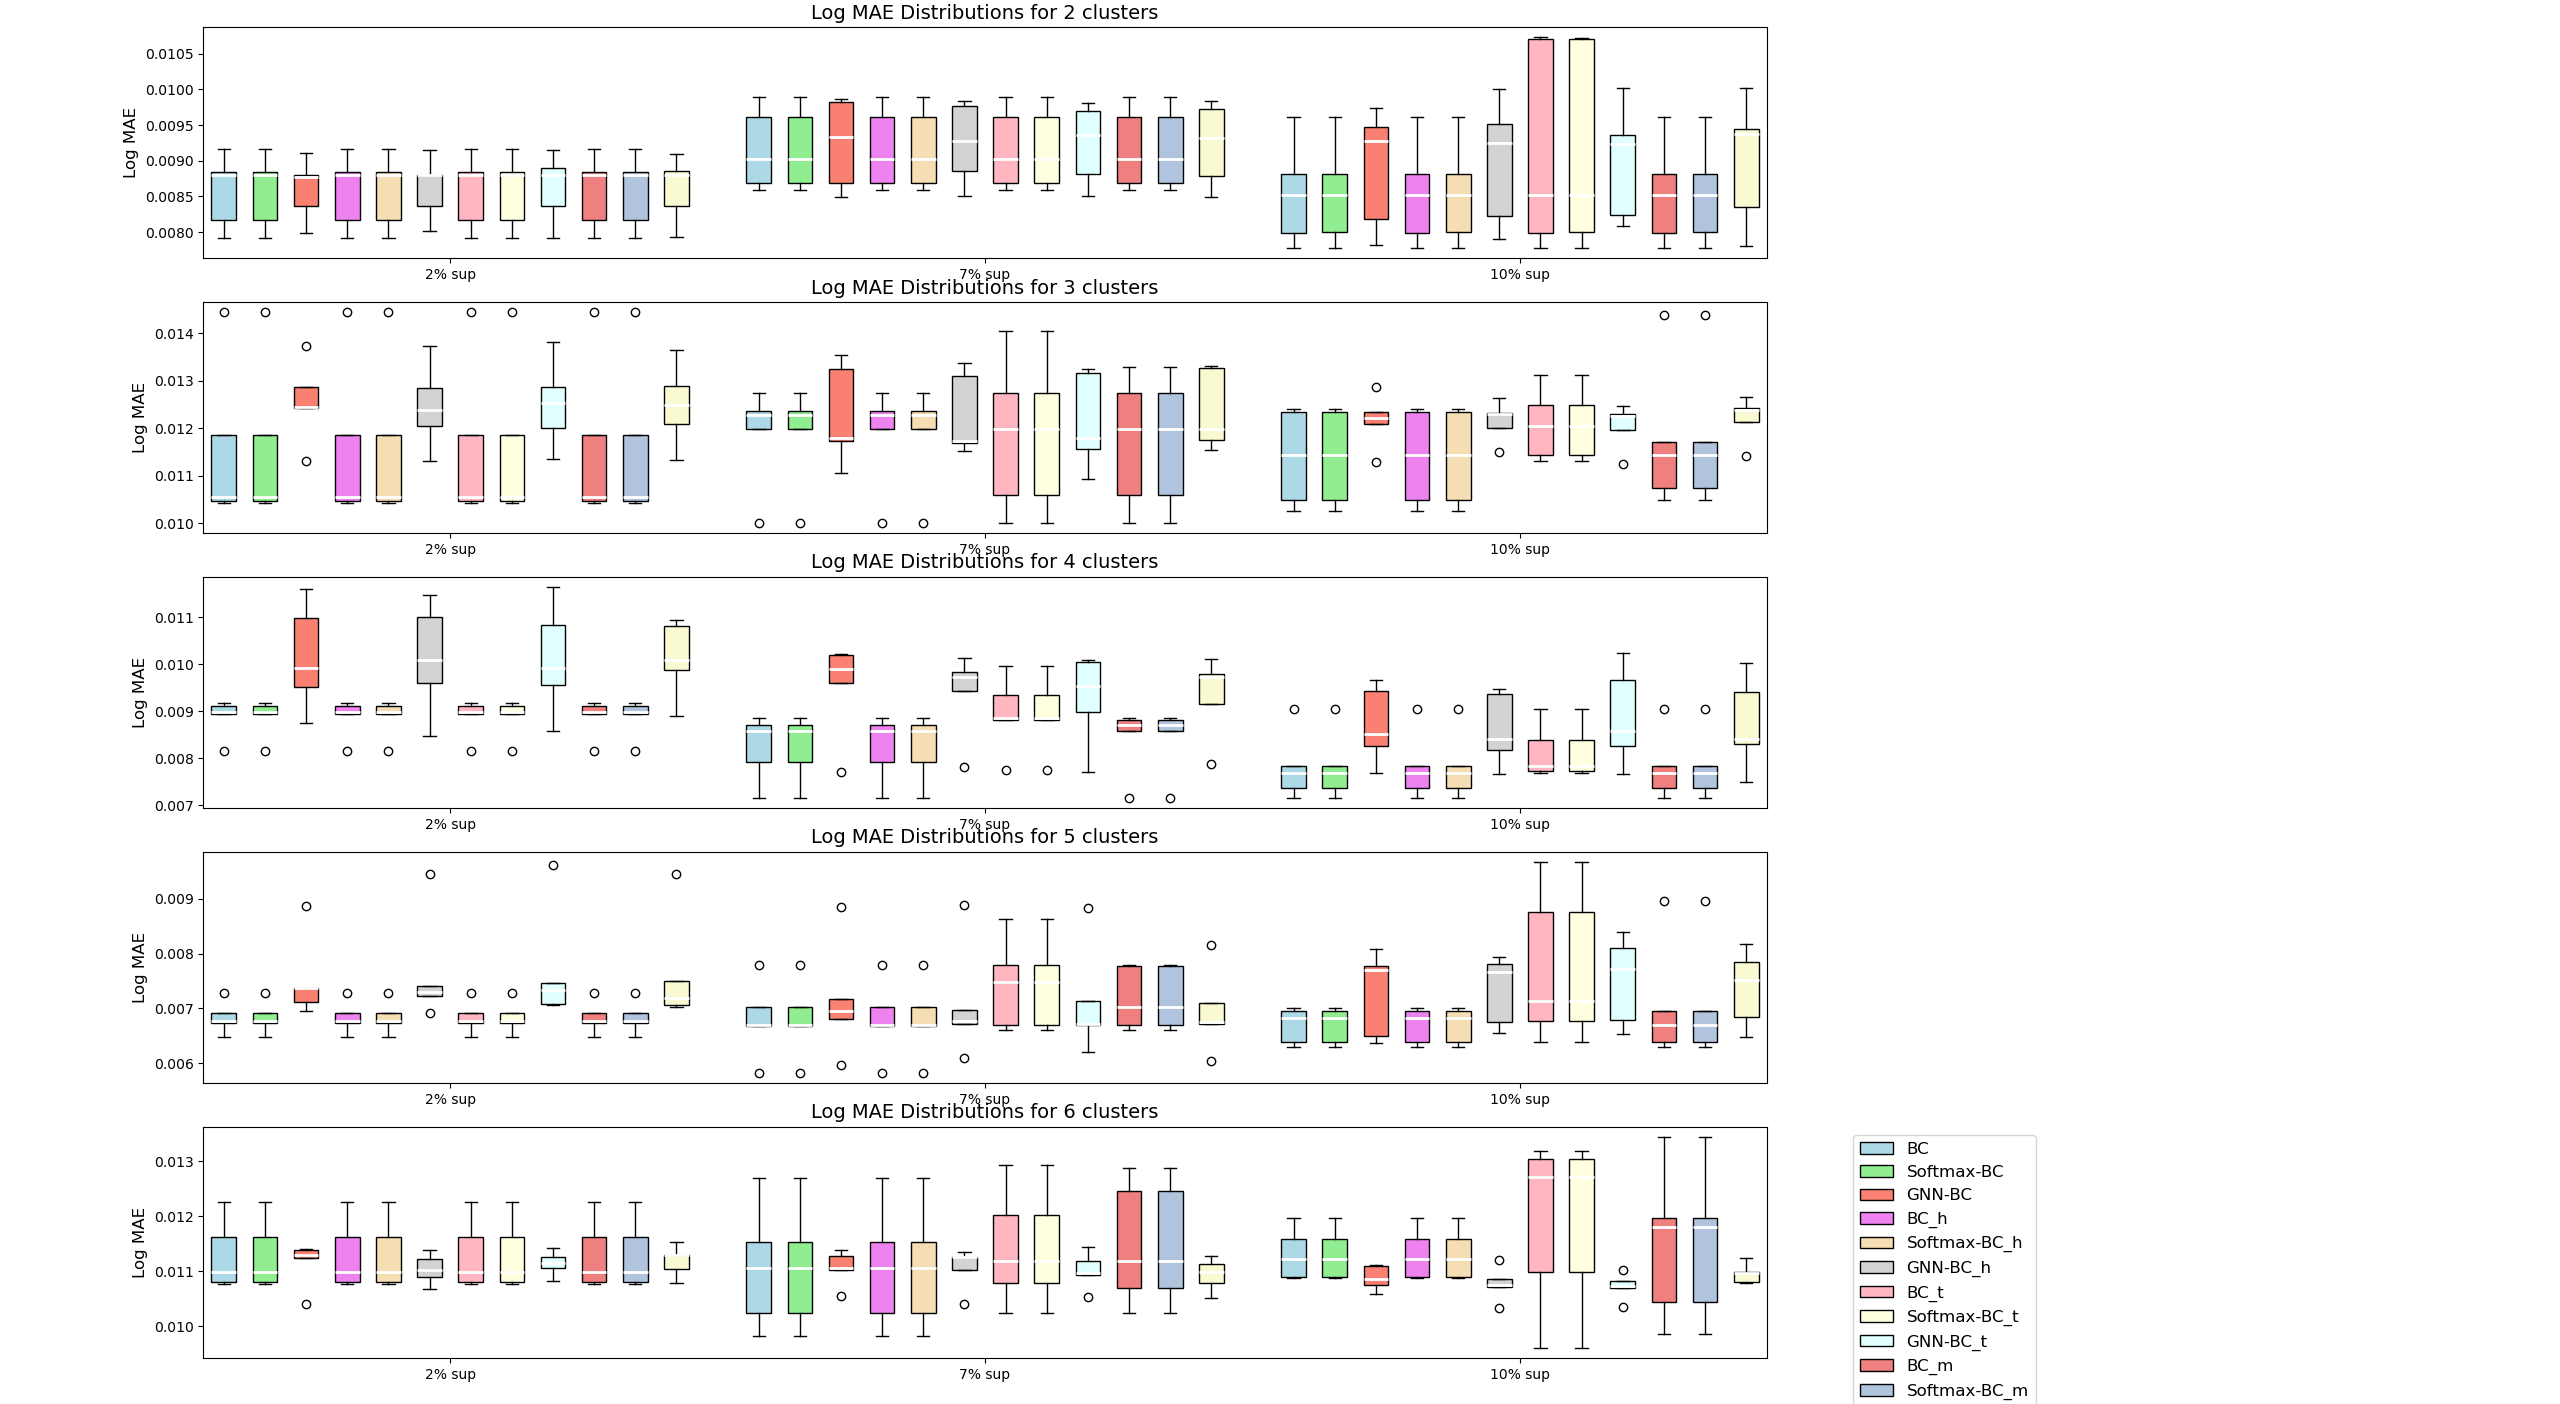 Log MAE Distributions for 2 clusters
0.0105
0.0100
0.0095
0.0090
0.0085
0.0080
Log MAE
2% sup
7% sup
10% sup
Log MAE Distributions for 3 clusters
0.014
0.013
0.012
0.011
0.010
Log MAE
2% sup
7% sup
10% sup
Log MAE Distributions for 4 clusters
0.011
0.010
0.009
0.008
0.007
Log MAE
2% sup
7% sup
10% sup
Log MAE Distributions for 5 clusters
0.009
0.008
0.007
0.006
Log MAE
2% sup
7% sup
10% sup
Log MAE Distributions for 6 clusters
0.013
0.012
0.011
0.010
Log MAE
2% sup
7% sup
10% sup
BC
Softmax-BC
GNN-BC
BC_h
Softmax-BC_h
GNN-BC_h
BC_t
Softmax-BC_t
GNN-BC_t
BC_m
Softmax-BC_m